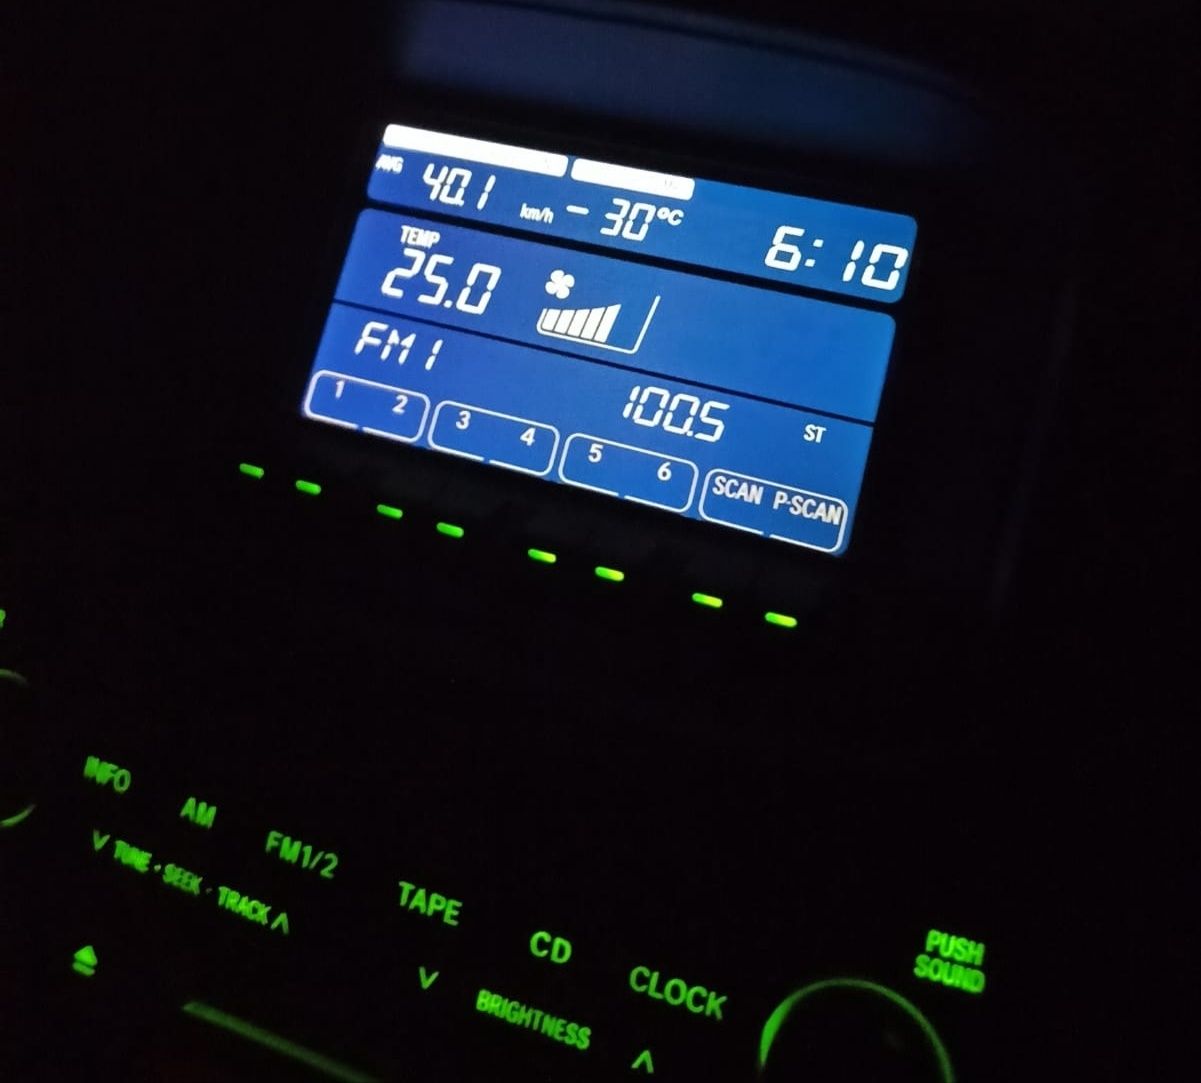 AVG 40.1 km/h -30°C 6:10
TEMP
25.0
FM1 100.5 ST
1 2 3 4 5 6 SCAN P-SCAN
INFO AM FM1/2 TAPE CD CLOCK
∨ TUNE · SEEK · TRACK ∧
∨ BRIGHTNESS ∧
PUSH
SOUND